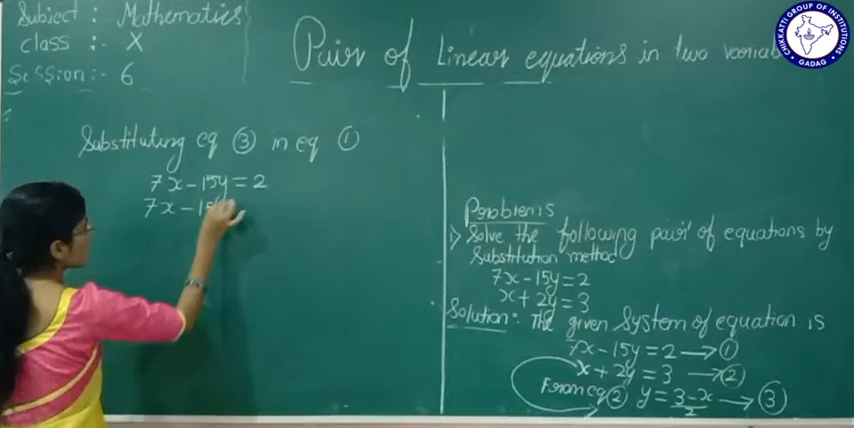 Subject : Mathematics
Class :- X
Session :- 6
Pair of Linear equations in two variab
CHIKKATTI GROUP OF INSTITUTIONS
GADAG
Substituting eq ③ in eq ①
7x - 15y = 2
7x - 15
Problems
1> Solve the following pair of equations by
Substitution method
7x - 15y = 2
x + 2y = 3
Solution :- The given System of equation is
7x - 15y = 2 → ①
x + 2y = 3 → ②
From eq ② y = 3-x/2 → ③